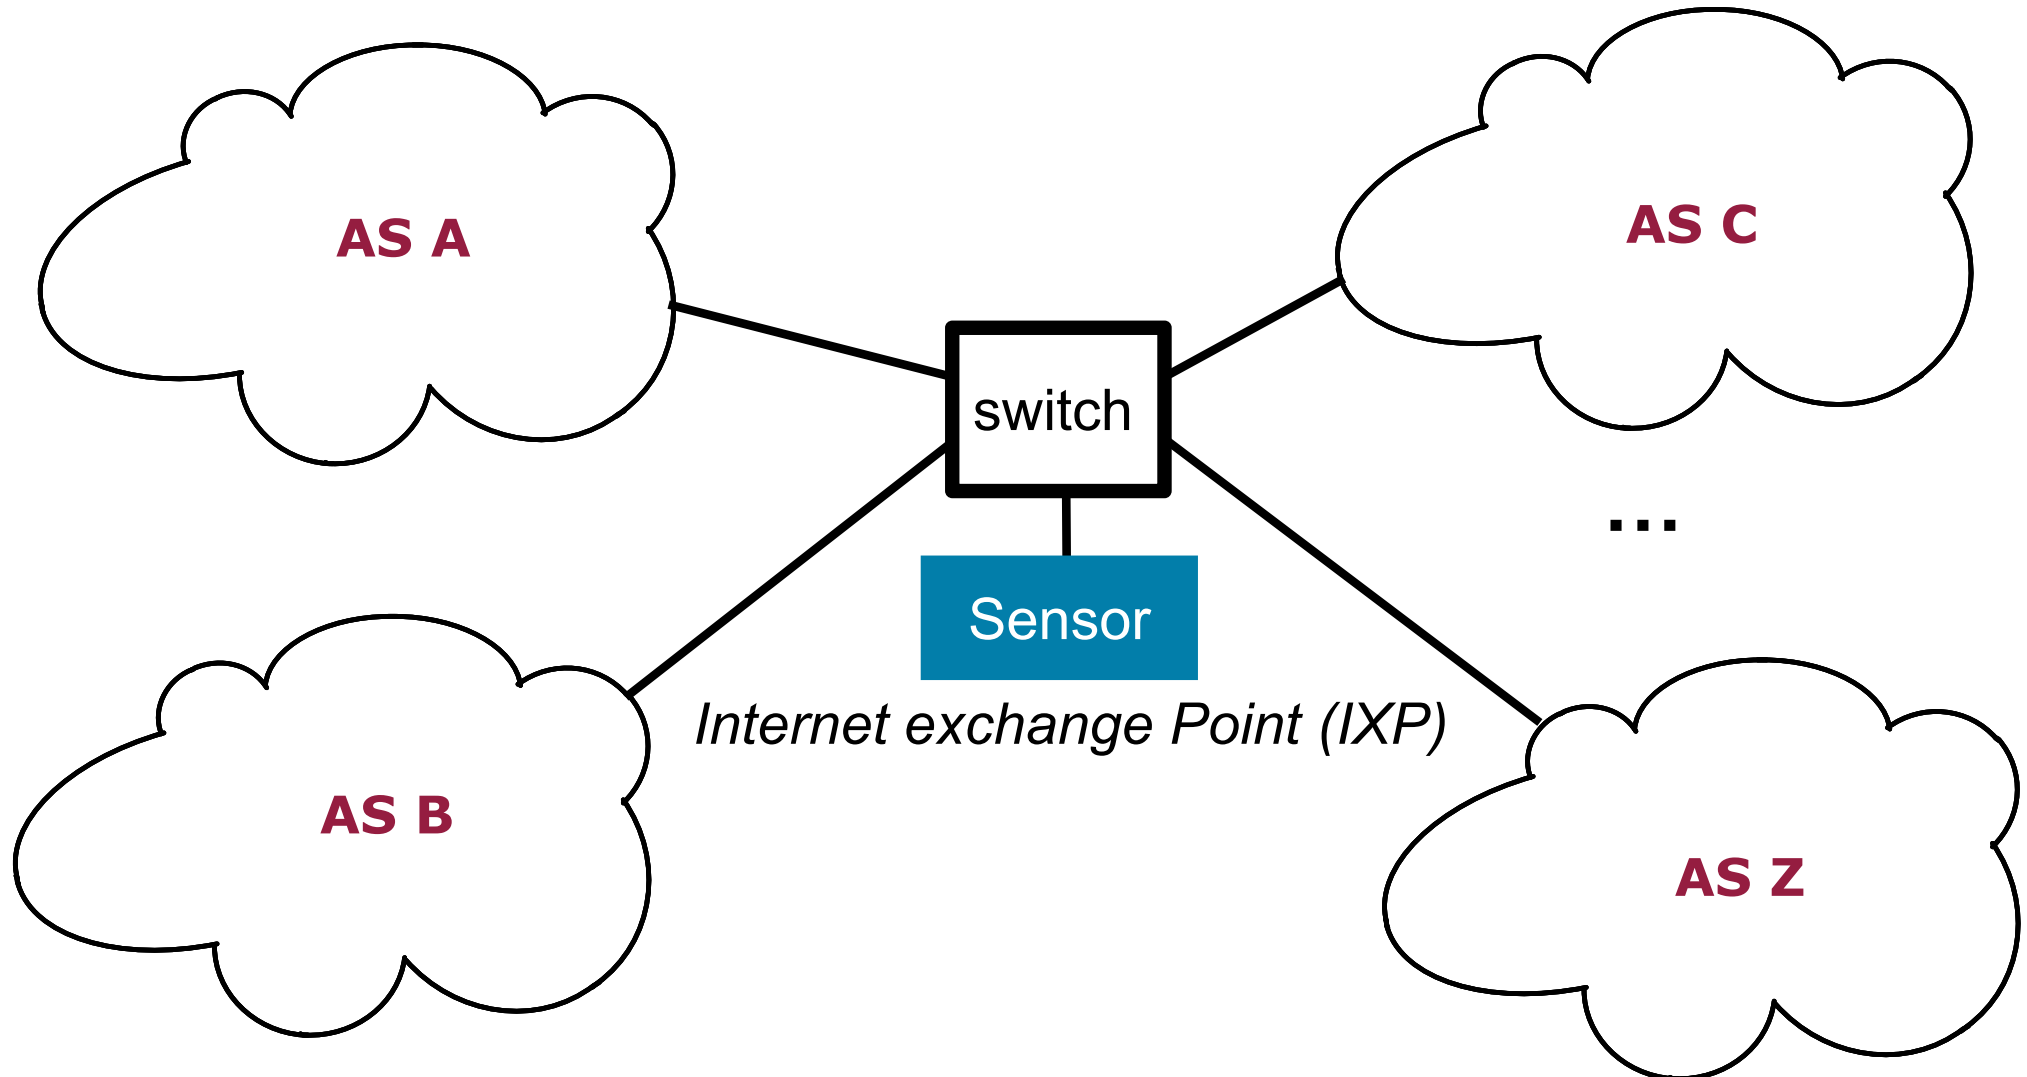 AS A
AS C
switch
...
Sensor
Internet exchange Point (IXP)
AS B
AS Z